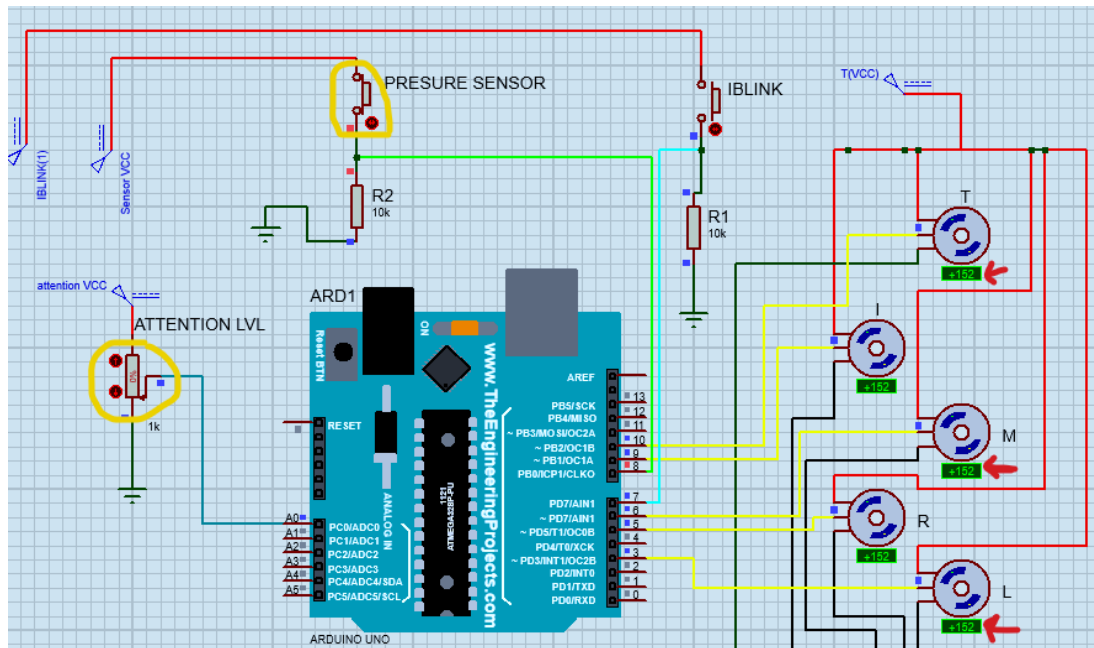 PRESURE SENSOR
IBLINK
T(VCC)
IBLINK(1)
Sensor VCC
R2
10k
R1
10k
T
+152
attention VCC
ATTENTION LVL
0%
1k
ARD1
ON
Reset BTN
www.TheEngineeringProjects.com
I
+152
AREF
13
PB5/SCK
12
PB4/MISO
11
~ PB3/MOSI/OC2A
10
~ PB2/OC1B
9
~ PB1/OC1A
8
PB0/ICP1/CLKO
RESET
M
+152
1121
ATMEGA328P-PU
ANALOG IN
7
PD7/AIN1
6
~ PD7/AIN1
5
~ PD5/T1/OC0B
4
PD4/T0/XCK
3
~ PD3/INT1/OC2B
2
PD2/INT0
1
PD1/TXD
0
PD0/RXD
R
+152
A0
PC0/ADC0
A1
PC1/ADC1
A2
PC2/ADC2
A3
PC3/ADC3
A4
PC4/ADC4/SDA
A5
PC5/ADC5/SCL
L
+152
ARDUINO UNO